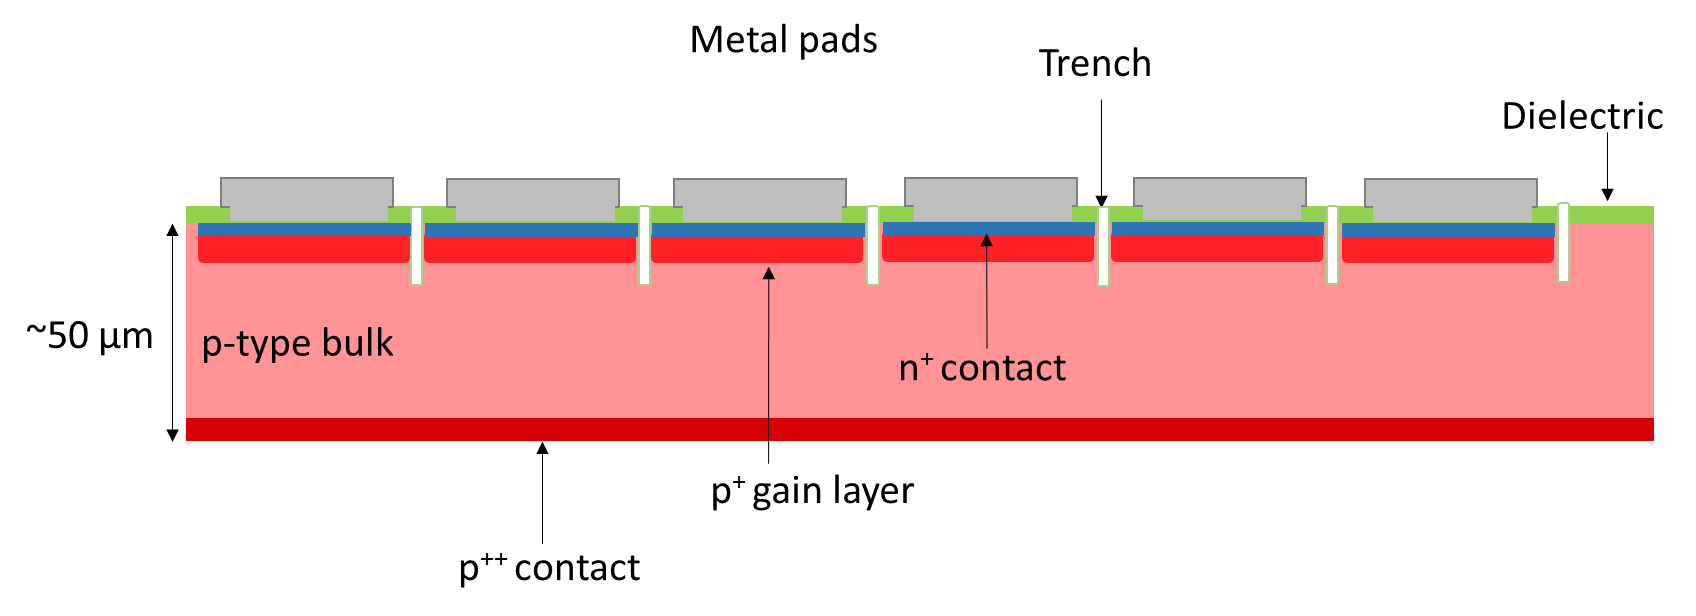 Metal pads
Trench
Dielectric
~50 µm
p-type bulk
n⁺ contact
p⁺ gain layer
p⁺⁺ contact